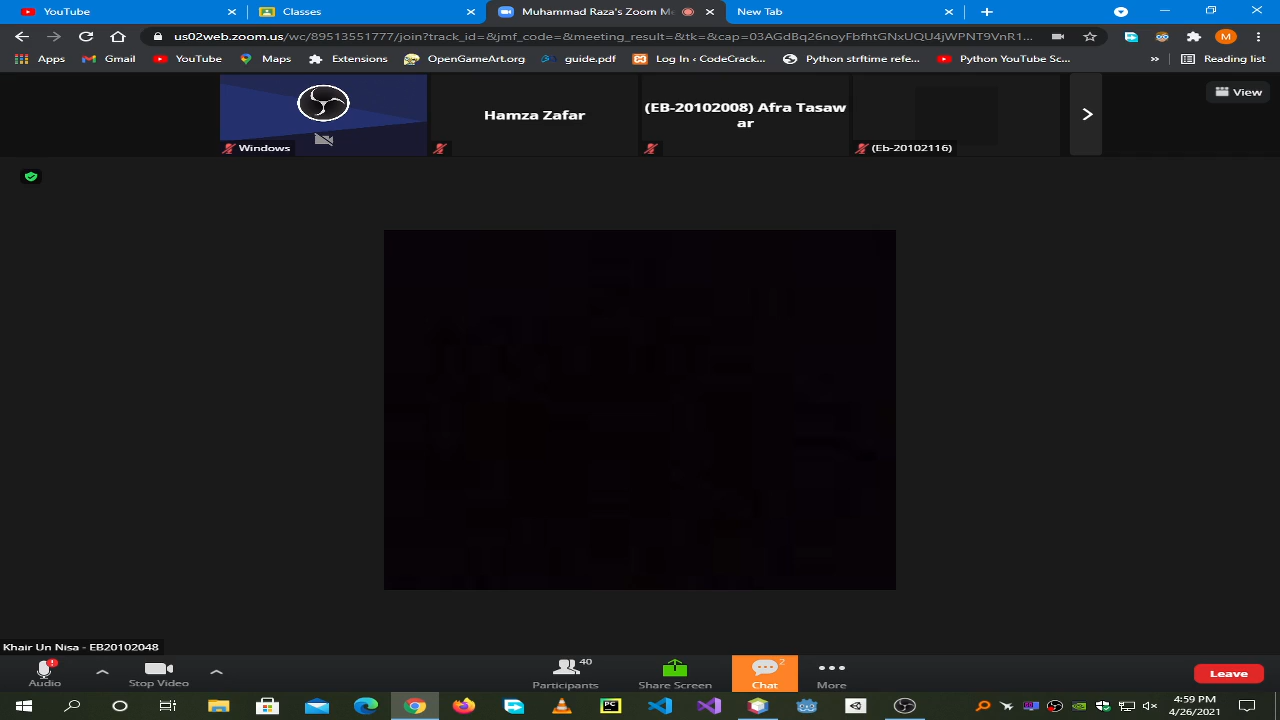 YouTube
Classes
Muhammad Raza's Zoom Me
New Tab
us02web.zoom.us/wc/89513551777/join?track_id=&jmf_code=&meeting_result=&tk=&cap=03AGdBq26noyFbfhtGNxUQU4jWPNT9VnR1...
Apps
Gmail
YouTube
Maps
Extensions
OpenGameArt.org
guide.pdf
Log In ‹ CodeCrack...
Python strftime refe...
Python YouTube Sc...
»
Reading list
M
Windows
Hamza Zafar
(EB-20102008) Afra Tasaw
ar
(Eb-20102116)
View
Khair Un Nisa - EB20102048
Audio
Stop Video
40
Participants
Share Screen
2
Chat
More
Leave
PC
4:59 PM
4/26/2021